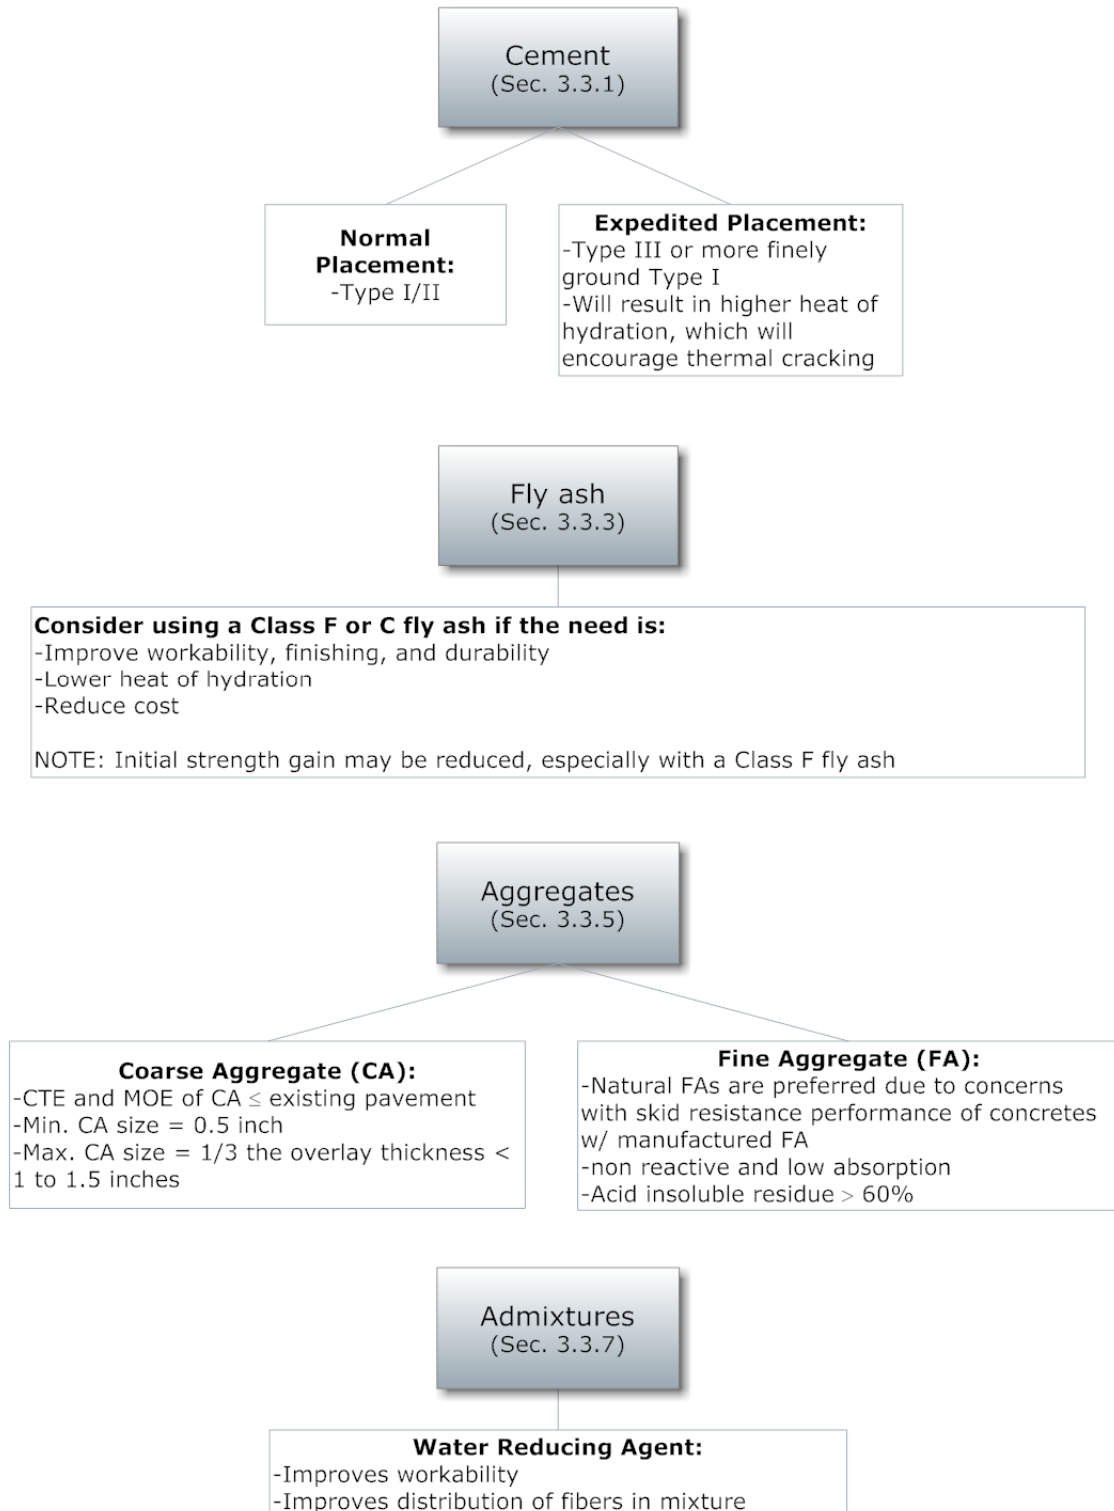 Cement
(Sec. 3.3.1)
Normal
Placement:
-Type I/II
Expedited Placement:
-Type III or more finely
ground Type I
-Will result in higher heat of
hydration, which will
encourage thermal cracking
Fly ash
(Sec. 3.3.3)
Consider using a Class F or C fly ash if the need is:
-Improve workability, finishing, and durability
-Lower heat of hydration
-Reduce cost
NOTE: Initial strength gain may be reduced, especially with a Class F fly ash
Aggregates
(Sec. 3.3.5)
Coarse Aggregate (CA):
-CTE and MOE of CA ≤ existing pavement
-Min. CA size = 0.5 inch
-Max. CA size = 1/3 the overlay thickness <
1 to 1.5 inches
Fine Aggregate (FA):
-Natural FAs are preferred due to concerns
with skid resistance performance of concretes
w/ manufactured FA
-non reactive and low absorption
-Acid insoluble residue > 60%
Admixtures
(Sec. 3.3.7)
Water Reducing Agent:
-Improves workability
-Improves distribution of fibers in mixture